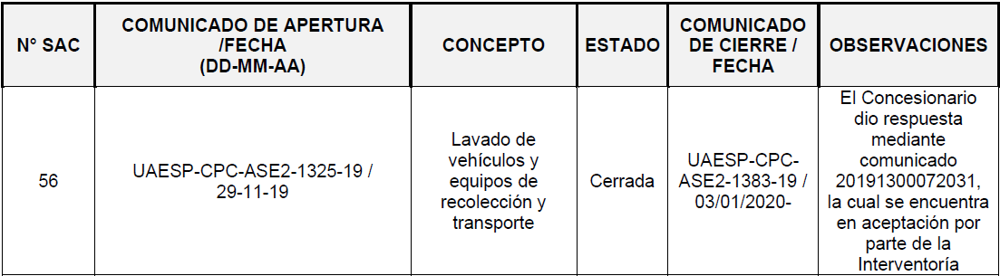 N° SAC
COMUNICADO DE APERTURA
/FECHA
(DD-MM-AA)
CONCEPTO
ESTADO
COMUNICADO
DE CIERRE /
FECHA
OBSERVACIONES
56
UAESP-CPC-ASE2-1325-19 /
29-11-19
Lavado de
vehículos y
equipos de
recolección y
transporte
Cerrada
UAESP-CPC-
ASE2-1383-19 /
03/01/2020-
El Concesionario
dio respuesta
mediante
comunicado
20191300072031,
la cual se encuentra
en aceptación por
parte de la
Interventoría